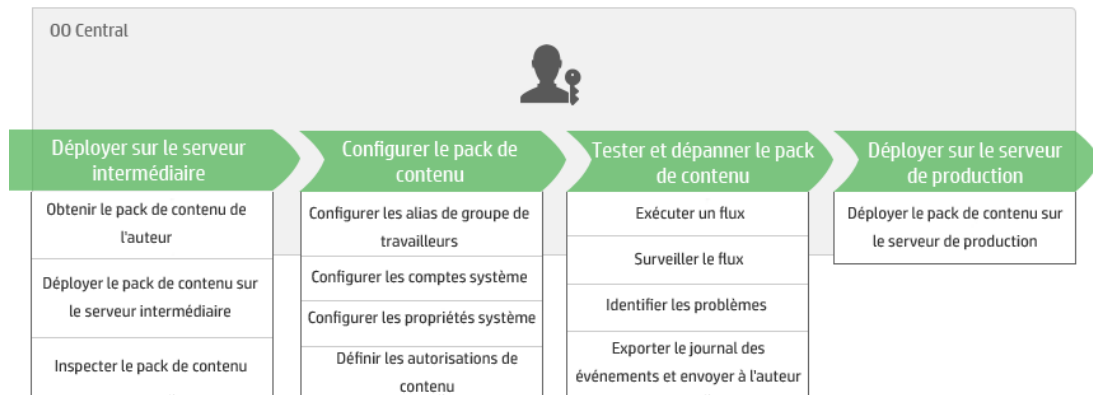 OO Central
Déployer sur le serveur
intermédiaire
Obtenir le pack de contenu de
l'auteur
Déployer le pack de contenu sur
le serveur intermédiaire
Inspecter le pack de contenu
Configurer le pack de
contenu
Configurer les alias de groupe de
travailleurs
Configurer les comptes système
Configurer les propriétés système
Définir les autorisations de
contenu
Tester et dépanner le pack
de contenu
Exécuter un flux
Surveiller le flux
Identifier les problèmes
Exporter le journal des
événements et envoyer à l'auteur
Déployer sur le serveur
de production
Déployer le pack de contenu sur
le serveur de production